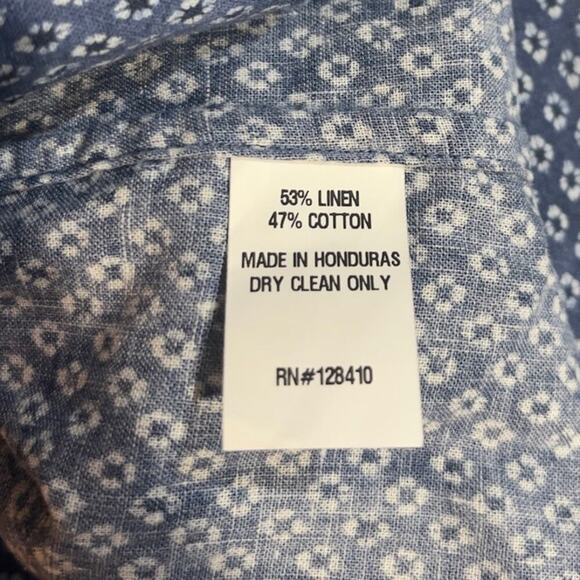 53% LINEN
47% COTTON
MADE IN HONDURAS
DRY CLEAN ONLY
RN#128410